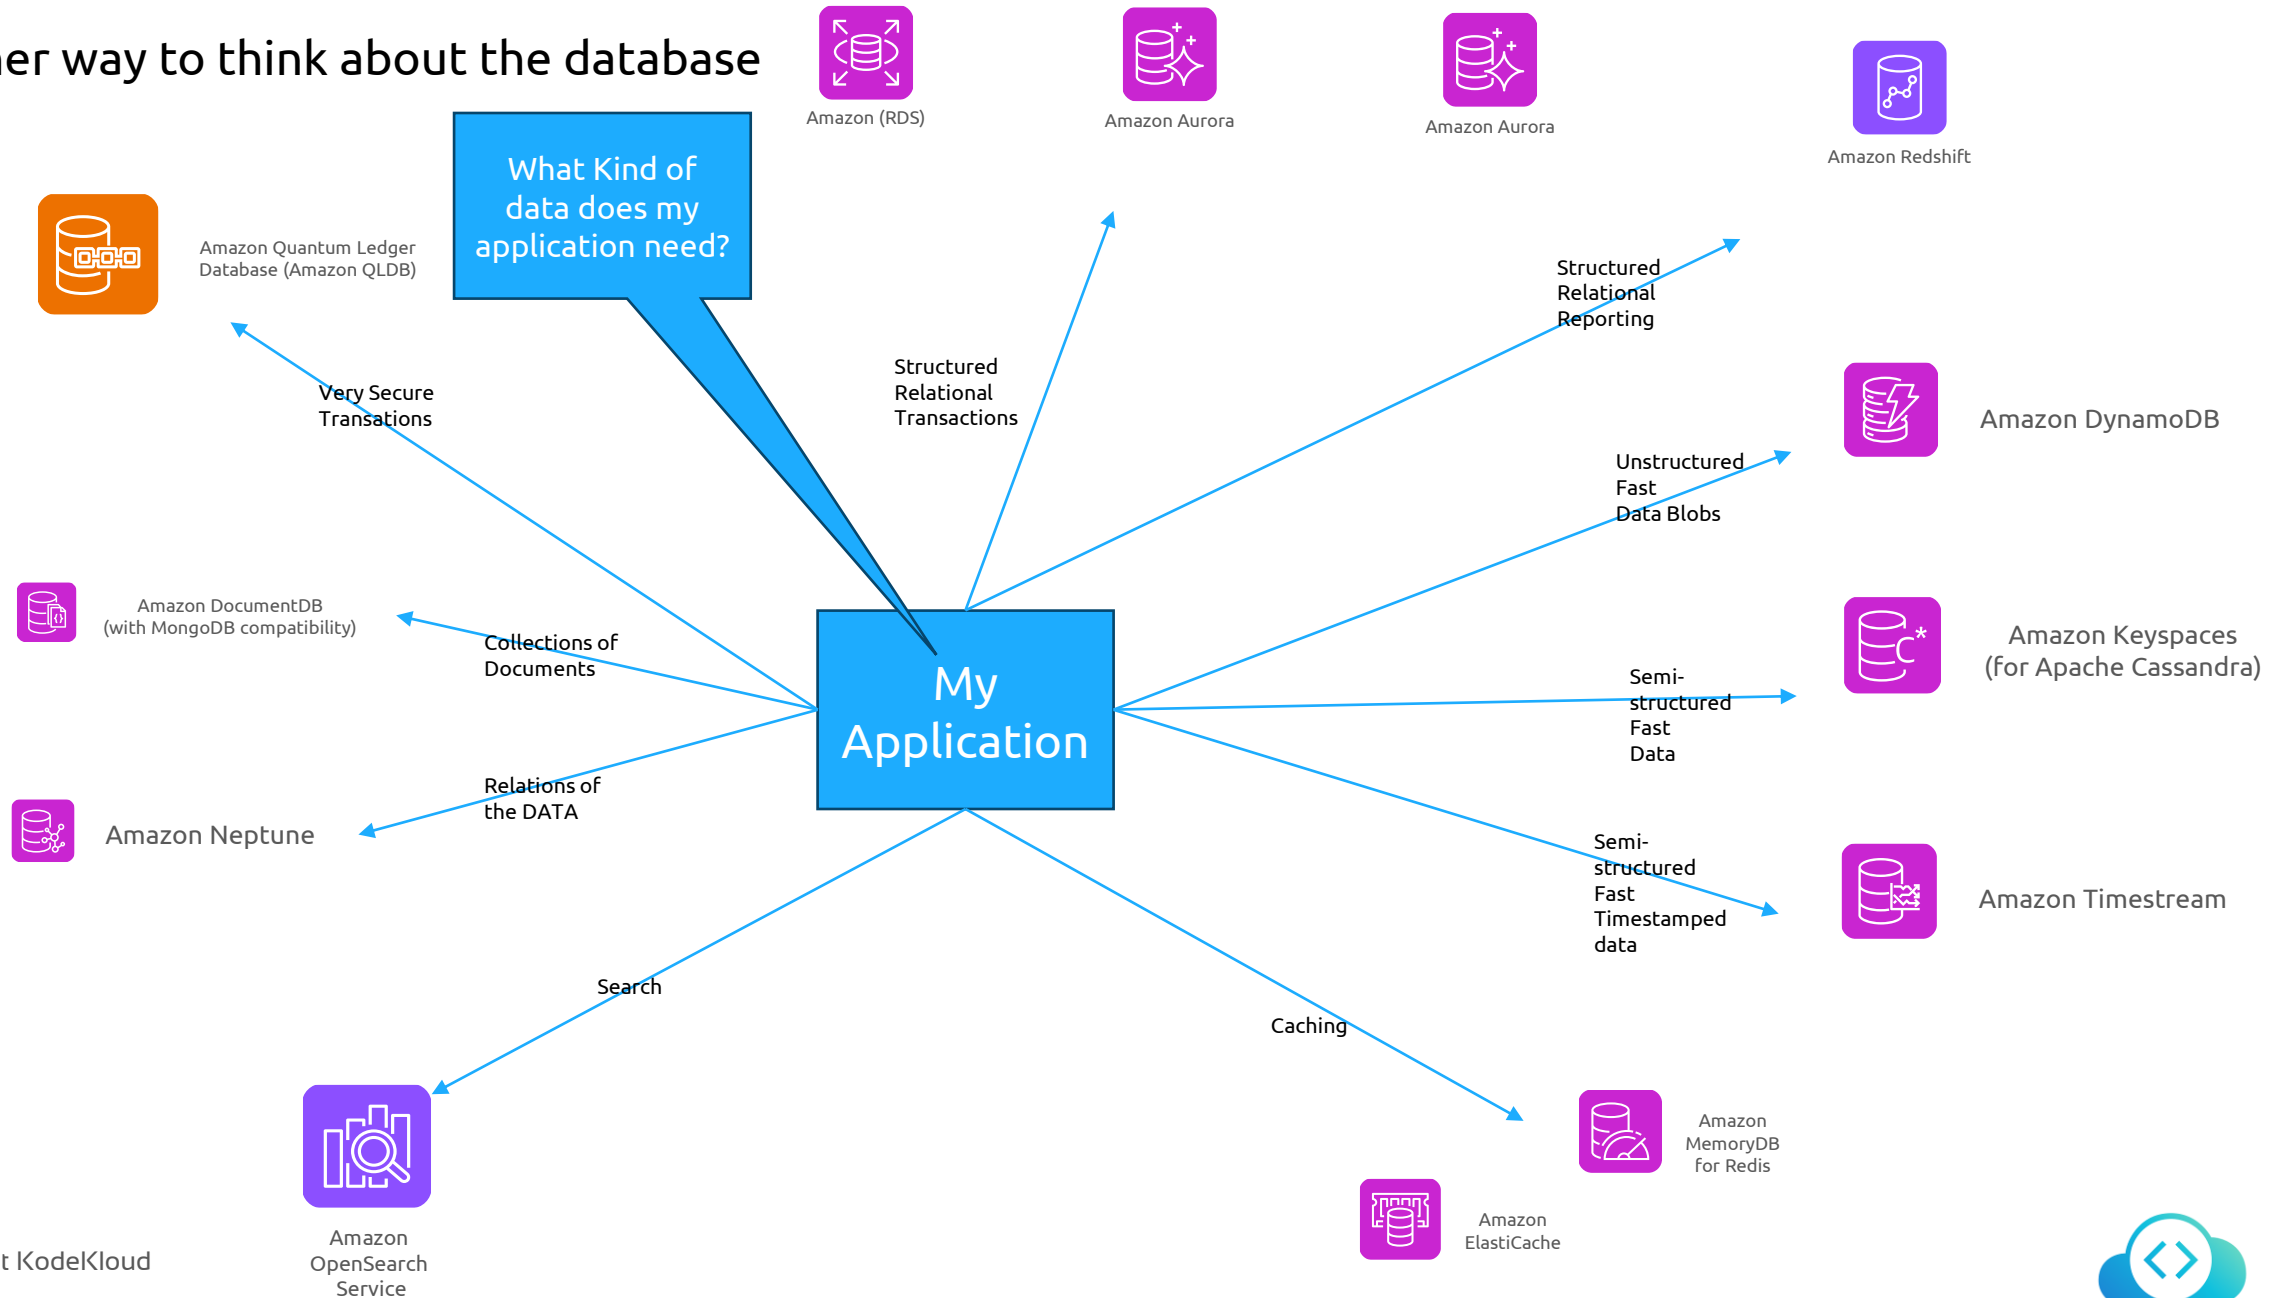 her way to think about the database
Amazon (RDS)
Amazon Aurora
Amazon Aurora
Amazon Redshift
What Kind of
data does my
application need?
Amazon Quantum Ledger
Database (Amazon QLDB)
Structured
Relational
Reporting
Very Secure
Transations
Structured
Relational
Transactions
Amazon DynamoDB
Unstructured
Fast
Data Blobs
Amazon DocumentDB
(with MongoDB compatibility)
Collections of
Documents
My
Application
Amazon Keyspaces
(for Apache Cassandra)
Semi-
structured
Fast
Data
Relations of
the DATA
Amazon Neptune
Semi-
structured
Fast
Timestamped
data
Amazon Timestream
Search
Caching
Amazon
MemoryDB
for Redis
Amazon
ElastiCache
Amazon
OpenSearch
Service
t KodeKloud